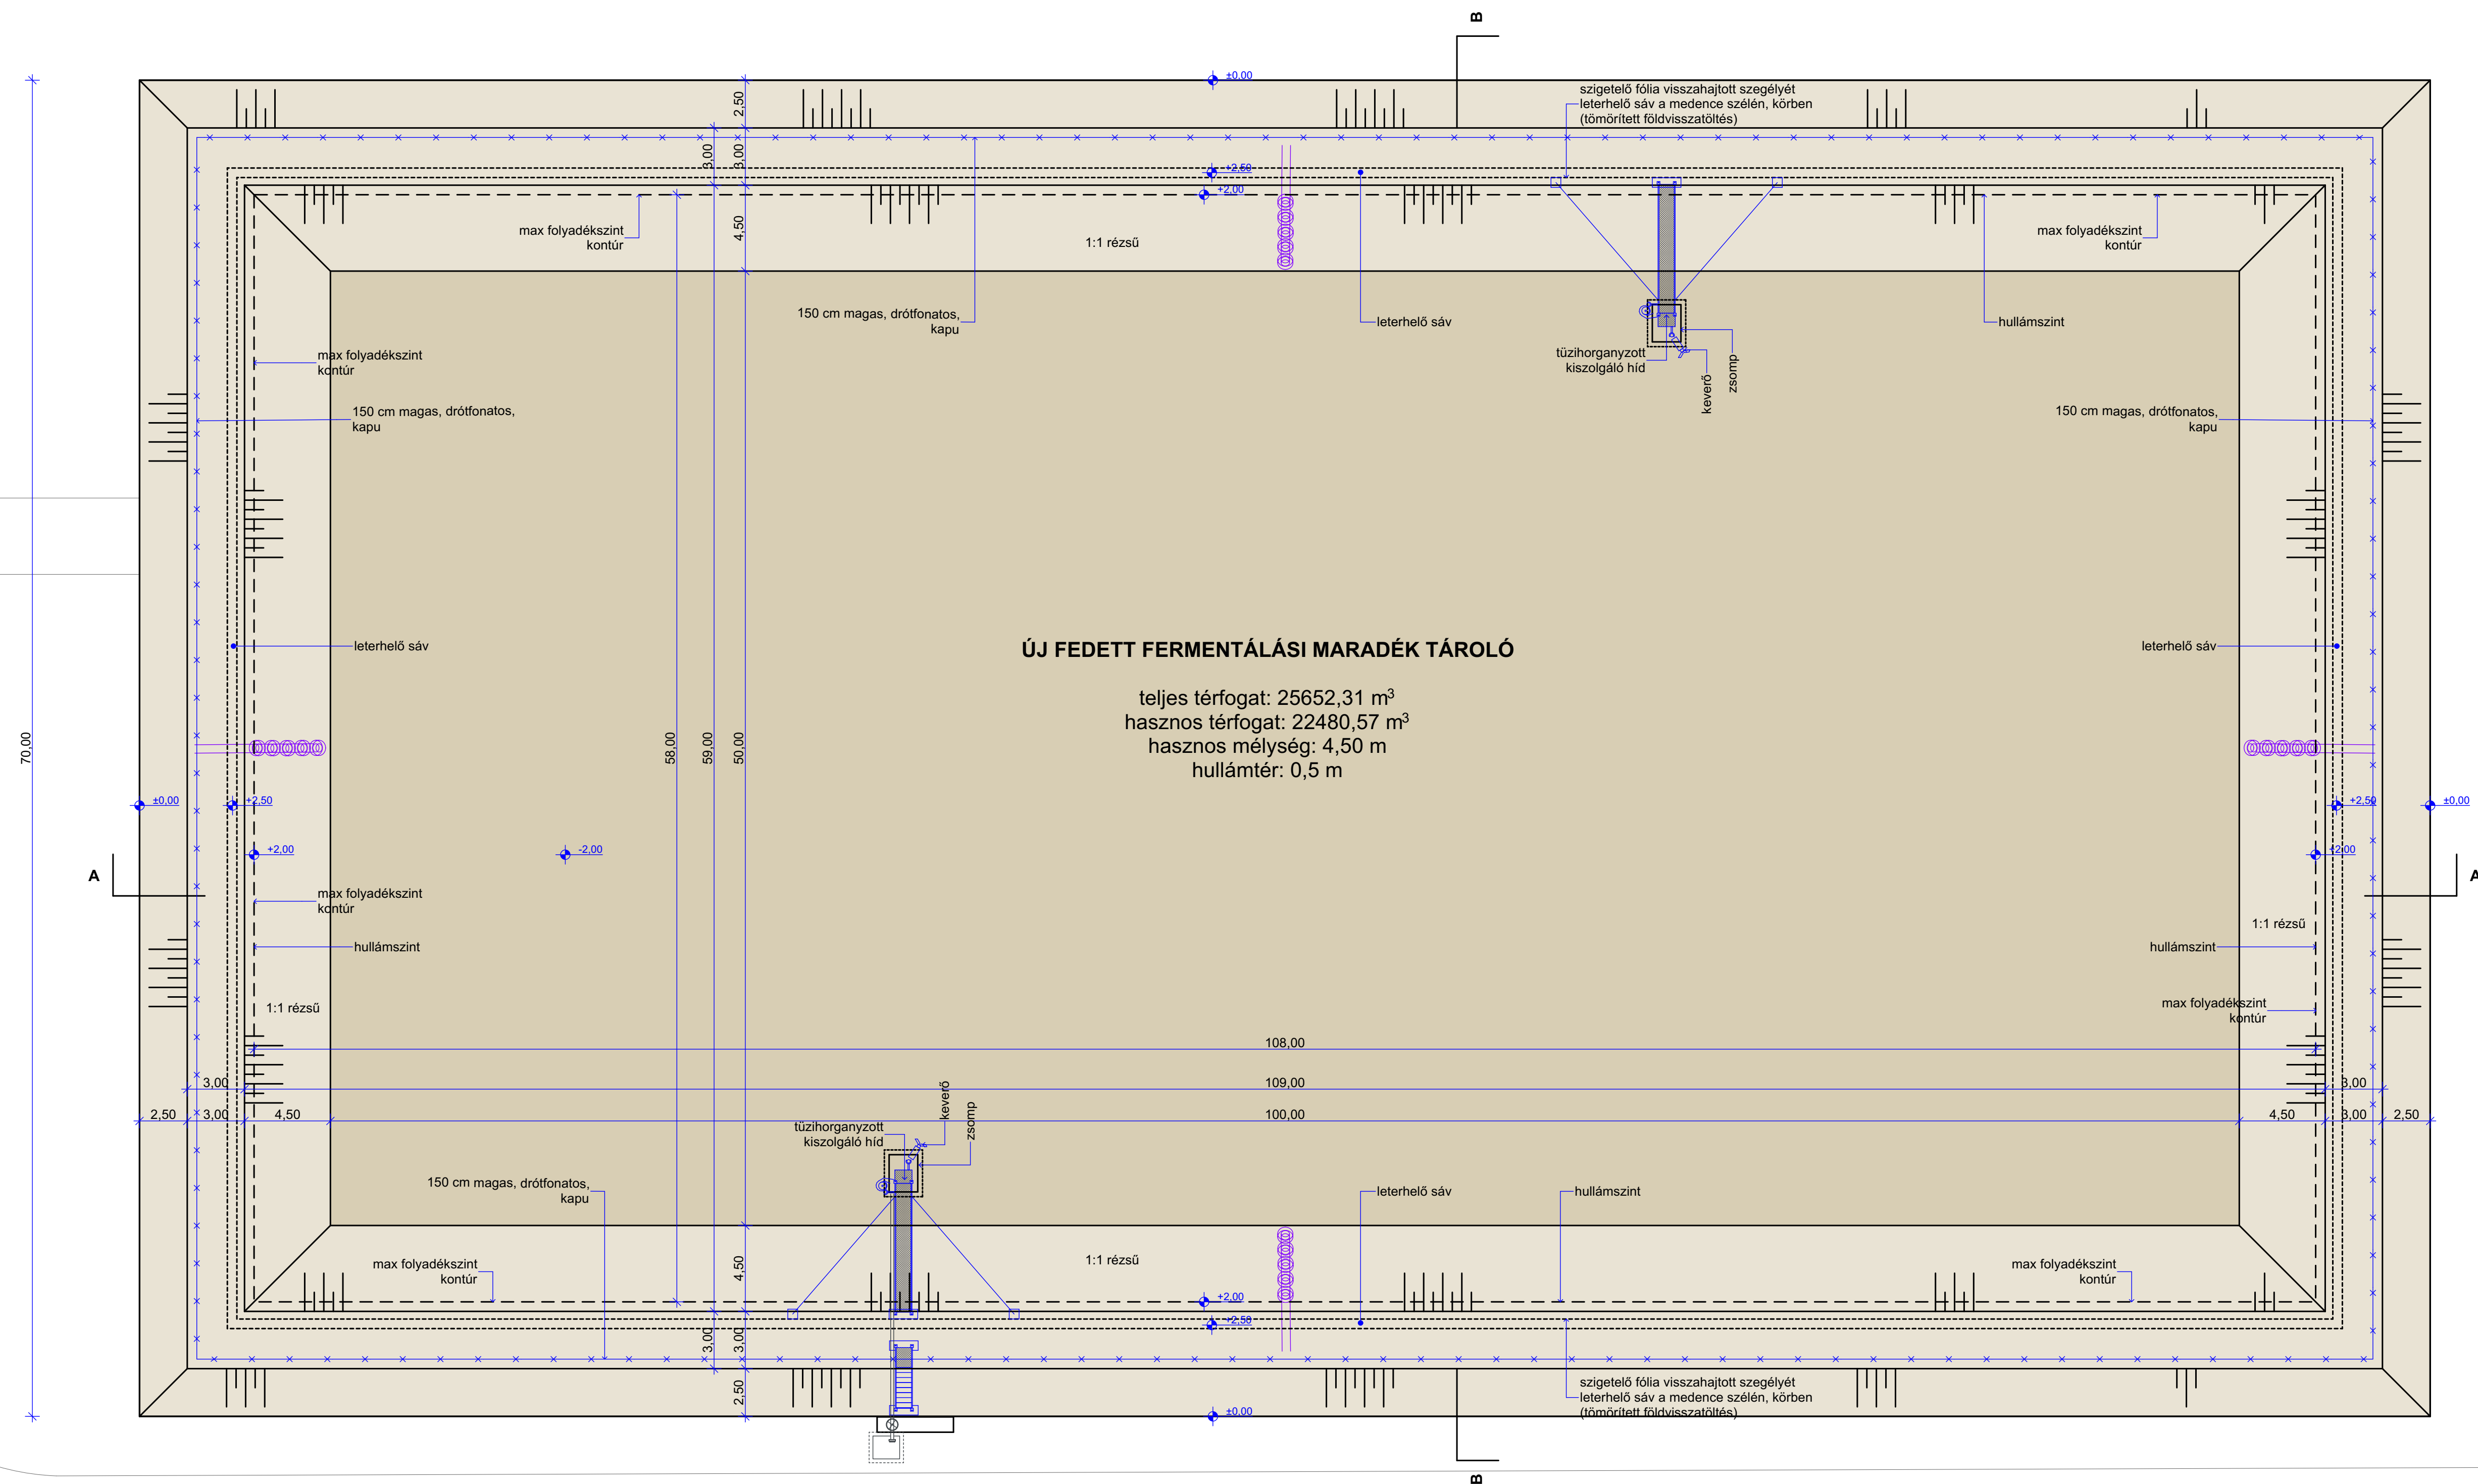 B
±0,00
2,50
szigetelő fólia visszahajtott szegélyét
leterhelő sáv a medence szélén, körben
(tömörített földvisszatöltés)
3,00
3,00
+2,50
+2,00
max folyadékszint
kontúr
4,50
1:1 rézsű
max folyadékszint
kontúr
150 cm magas, drótfonatos,
kapu
leterhelő sáv
hullámszint
max folyadékszint
kontúr
tüzihorganyzott
kiszolgáló híd
keverő
zsomp
150 cm magas, drótfonatos,
kapu
150 cm magas, drótfonatos,
kapu
leterhelő sáv
ÚJ FEDETT FERMENTÁLÁSI MARADÉK TÁROLÓ
leterhelő sáv
teljes térfogat: 25652,31 m³
hasznos térfogat: 22480,57 m³
hasznos mélység: 4,50 m
hullámtér: 0,5 m
70,00
58,00
59,00
50,00
±0,00
+2,50
+2,50
±0,00
+2,00
-2,00
+2,00
A
A
max folyadékszint
kontúr
1:1 rézsű
hullámszint
hullámszint
1:1 rézsű
max folyadékszint
kontúr
108,00
3,00
109,00
3,00
2,50
3,00
4,50
100,00
4,50
3,00
2,50
tüzihorganyzott
kiszolgáló híd
keverő
zsomp
150 cm magas, drótfonatos,
kapu
leterhelő sáv
hullámszint
max folyadékszint
kontúr
4,50
1:1 rézsű
max folyadékszint
kontúr
+2,00
+2,50
3,00
3,00
2,50
szigetelő fólia visszahajtott szegélyét
leterhelő sáv a medence szélén, körben
(tömörített földvisszatöltés)
±0,00
B